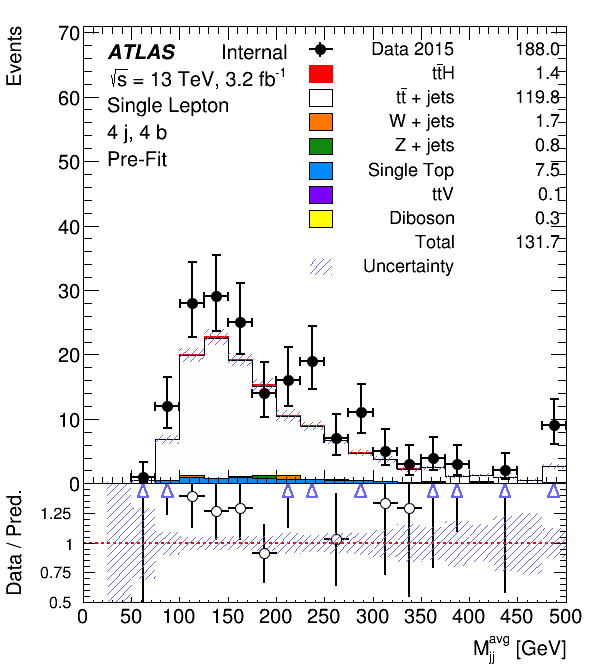 Events
70
60
50
40
30
20
10
0
ATLAS Internal
√s = 13 TeV, 3.2 fb⁻¹
Single Lepton
4 j, 4 b
Pre-Fit
Data 2015 188.0
tt̄H 1.4
tt̄ + jets 119.8
W + jets 1.7
Z + jets 0.8
Single Top 7.5
ttV 0.1
Diboson 0.3
Total 131.7
Uncertainty
Data / Pred.
1.25
1
0.75
0.5
0 50 100 150 200 250 300 350 400 450 500
M_jj^avg [GeV]